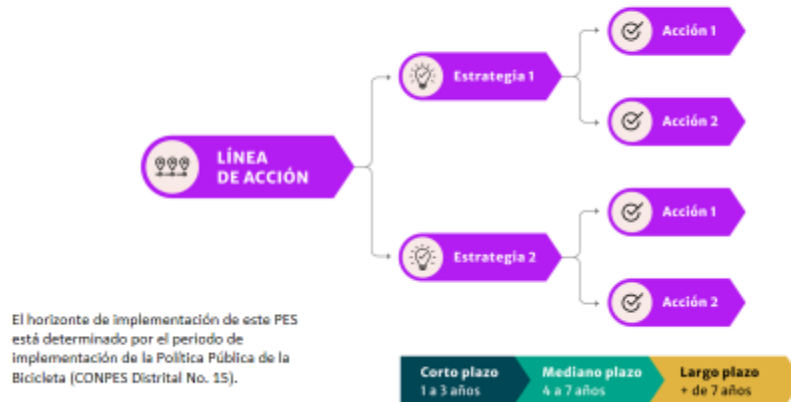 Acción 1
Estrategia 1
Acción 2
LÍNEA
DE ACCIÓN
Acción 1
Estrategia 2
Acción 2
El horizonte de implementación de este PES
está determinado por el periodo de
implementación de la Política Pública de la
Bicicleta (CONPES Distrital No. 15).
Corto plazo
1 a 3 años
Mediano plazo
4 a 7 años
Largo plazo
+ de 7 años